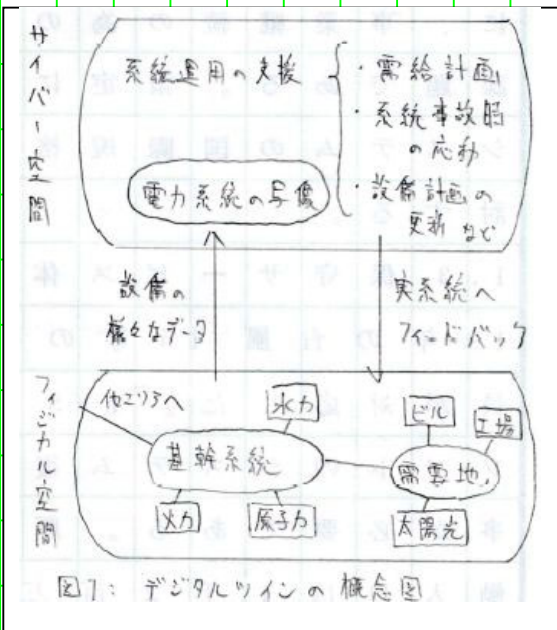 サイバー空間
系統運用の支援
・需給計画
・系統事故時
の応動
・設備計画の
更新 など
電力系統の写像
設備の
様々なデータ
実系統へ
フィードバック
フィジカル空間
他エリアへ
水力
基幹系統
火力
原子力
ビル
工場
需要地
太陽光
図1: デジタルツインの概念図